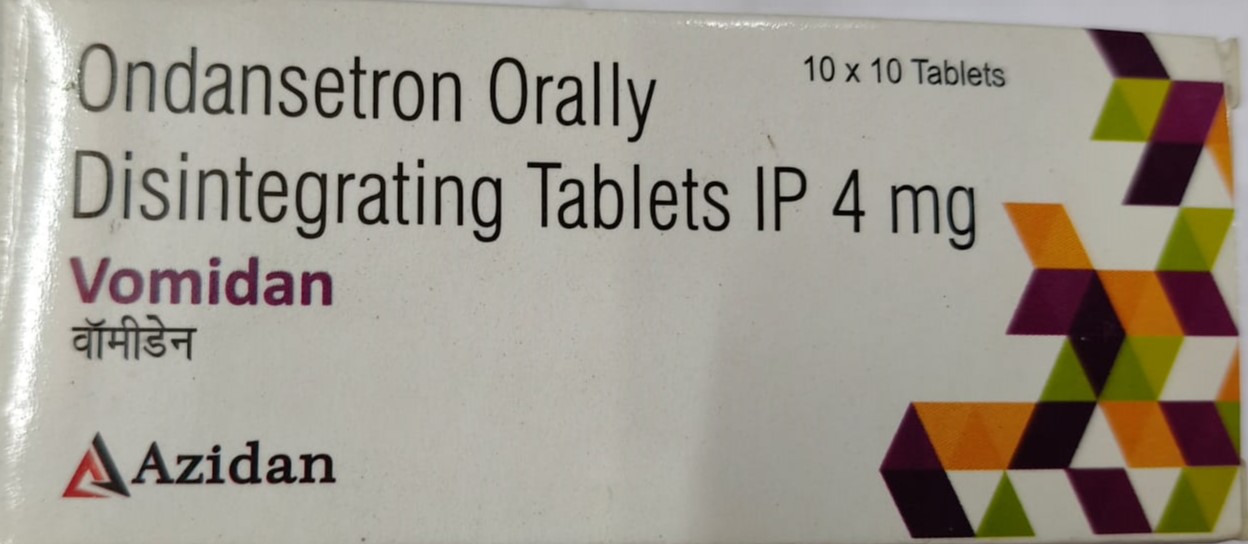 Ondansetron Orally
Disintegrating Tablets IP 4 mg
10 x 10 Tablets
Vomidan
वॉमीडेन
Azidan